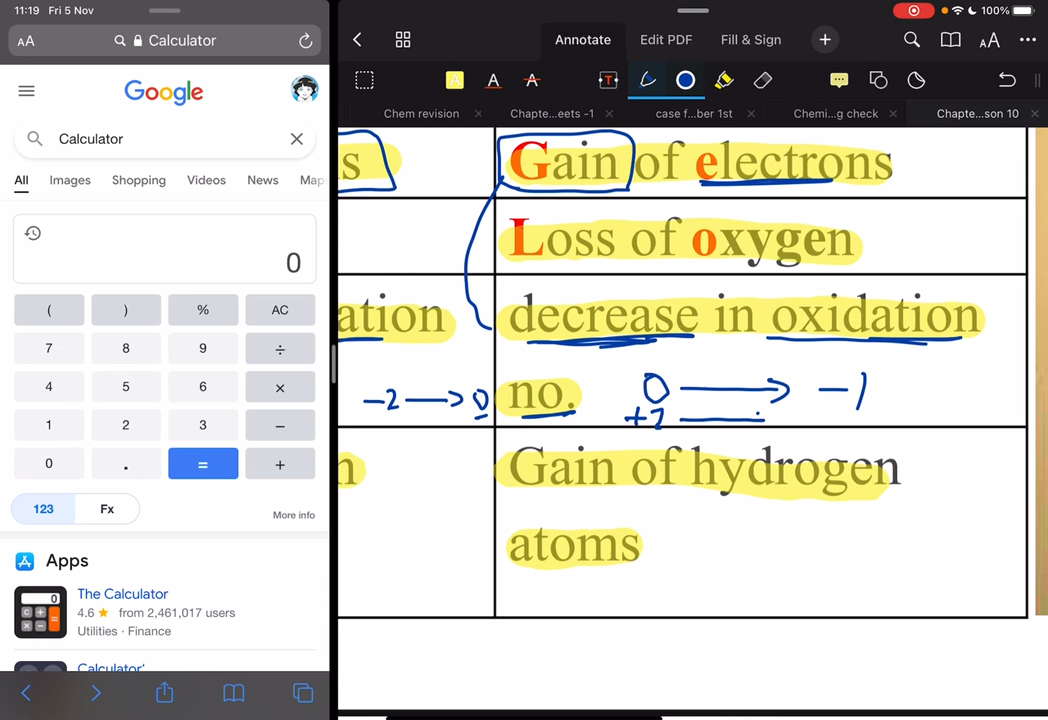 11:19 Fri 5 Nov
100%
AA
Calculator
Google
Calculator
All Images Shopping Videos News Map
0
( ) % AC
7 8 9 ÷
4 5 6 ×
1 2 3 −
0 . = +
123 Fx
More info
Apps
The Calculator
4.6 from 2,461,017 users
Utilities · Finance
Calculator'
Annotate Edit PDF Fill & Sign
AA
A A A T
Chem revision
Chapte...eets -1
case f...ber 1st
Chemi...g check
Chapte...son 10
s
Gain of electrons
Loss of oxygen
ation
decrease in oxidation
no.
-2 → 0
0 → -1
n
Gain of hydrogen
atoms